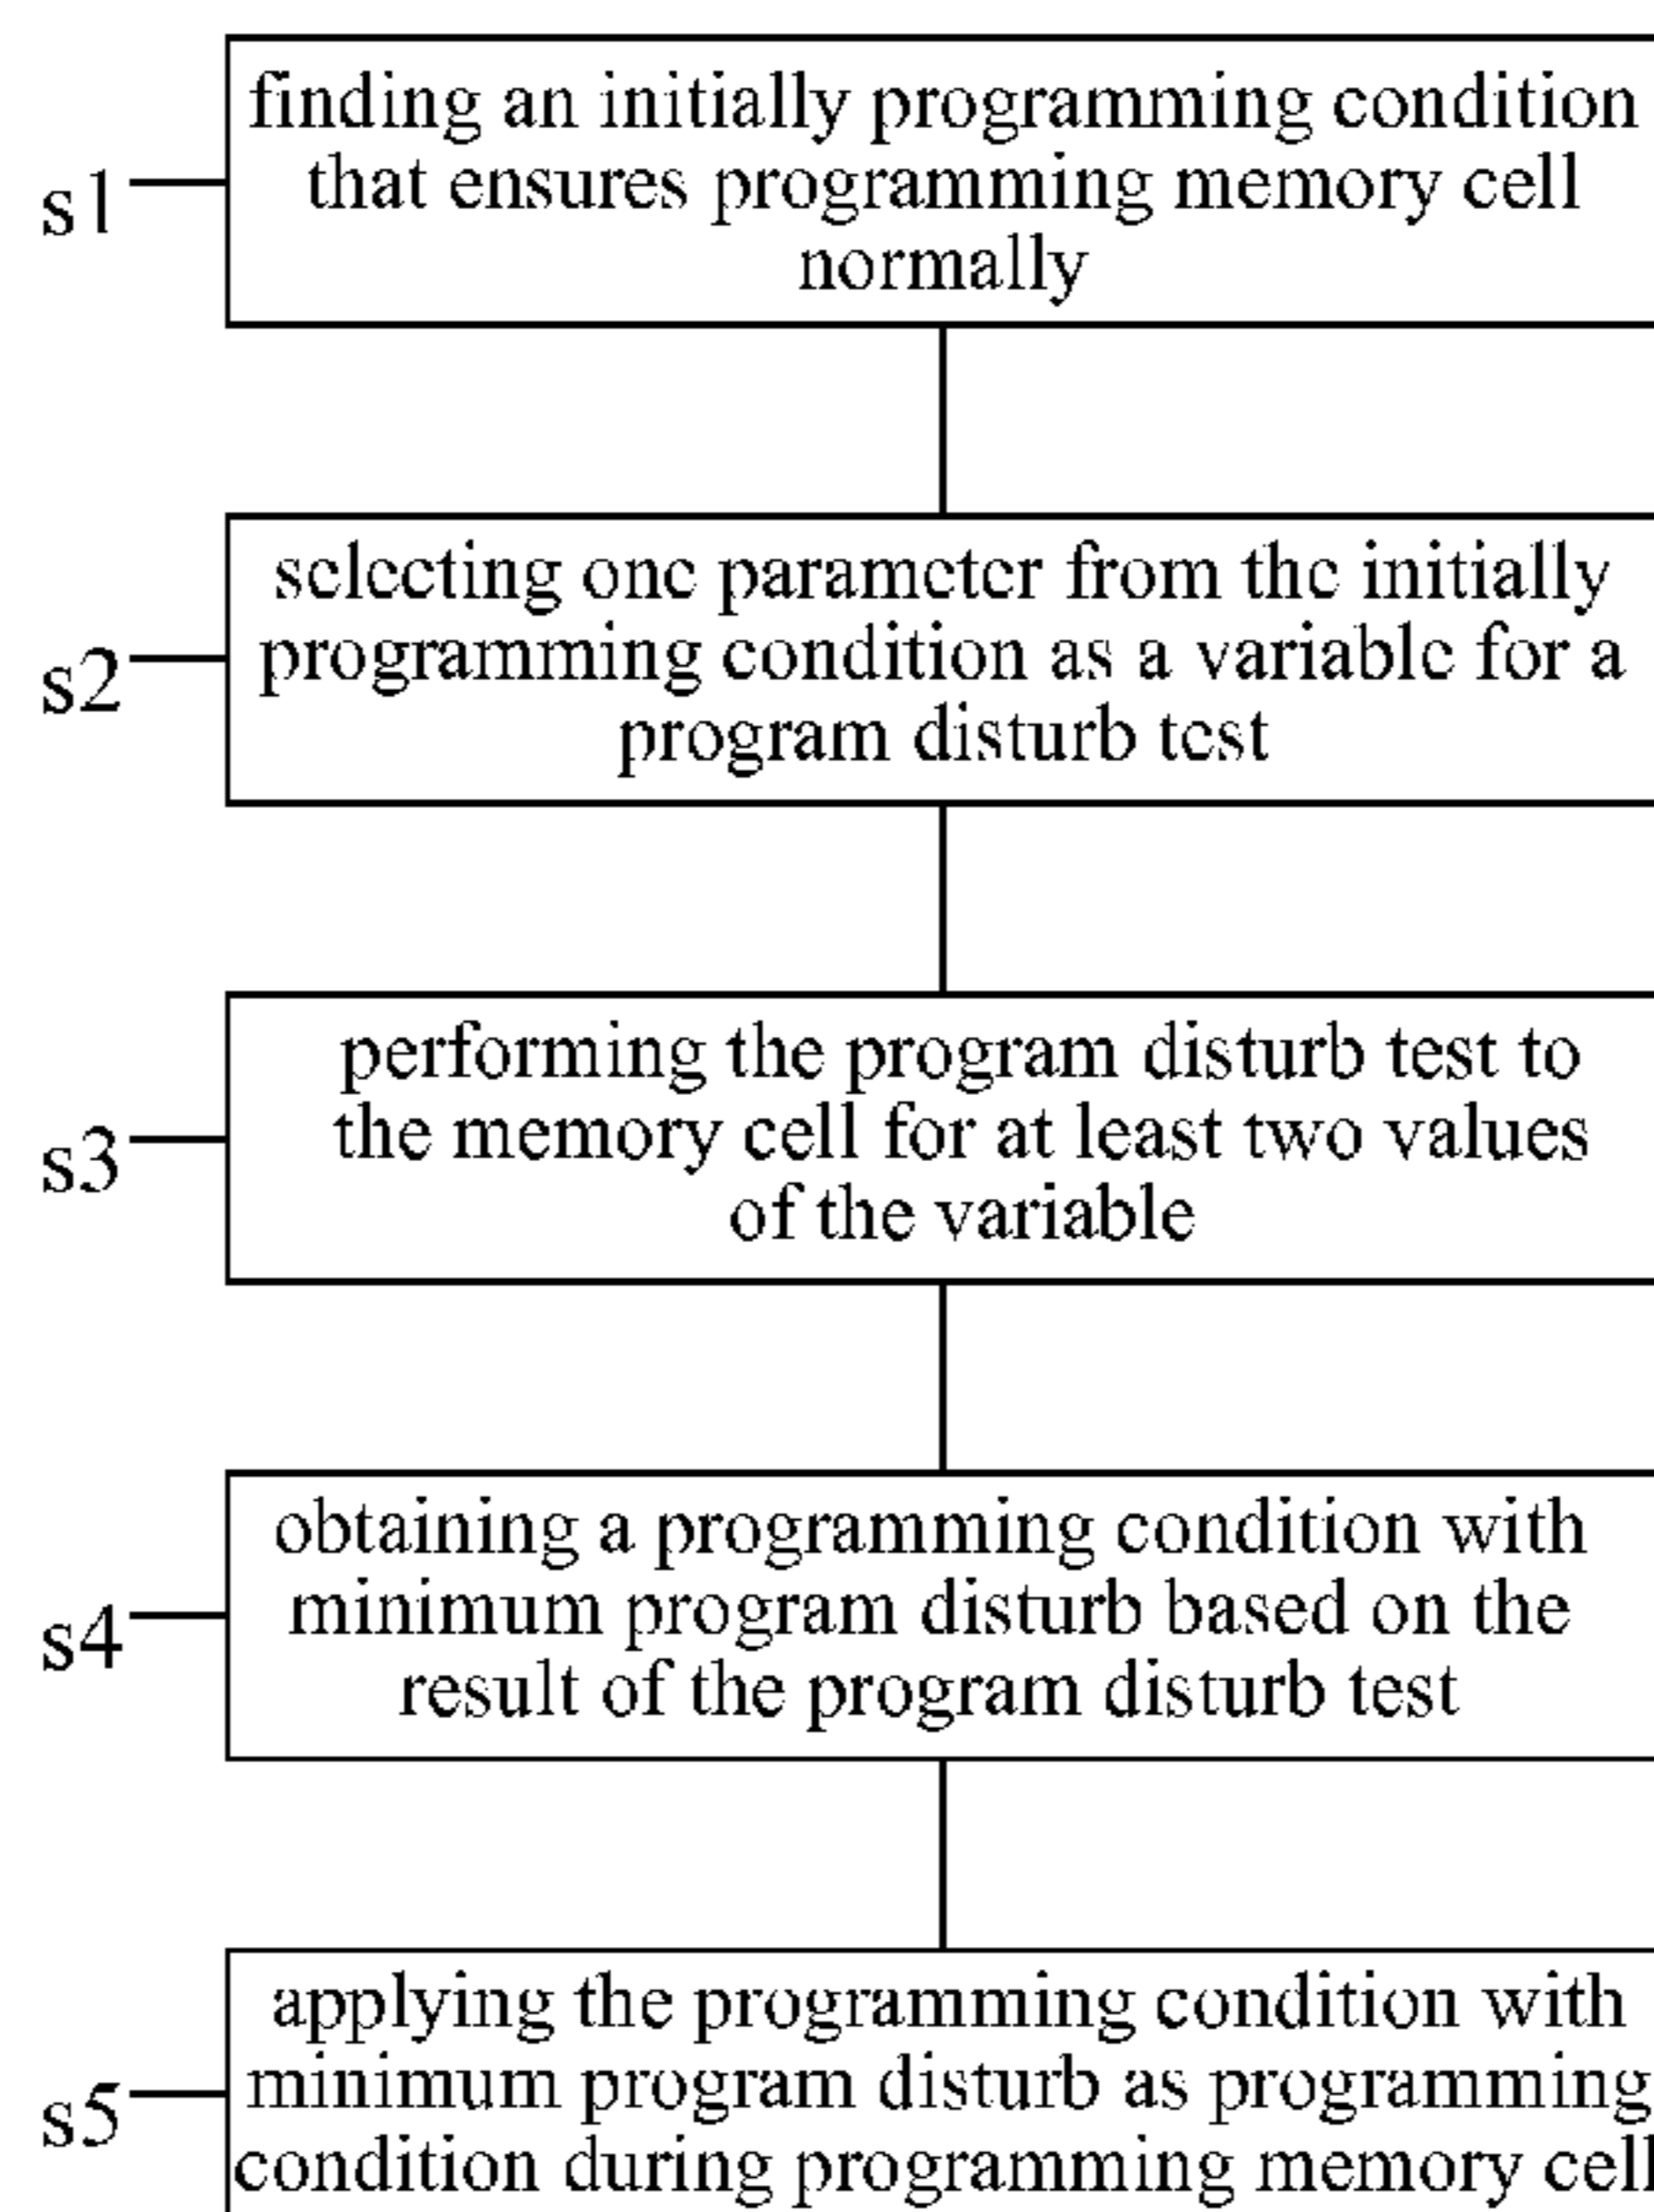 finding an initially programming condition
that ensures programming memory cell
normally
s1
selecting one parameter from the initially
programming condition as a variable for a
program disturb test
s2
performing the program disturb test to
the memory cell for at least two values
of the variable
s3
obtaining a programming condition with
minimum program disturb based on the
result of the program disturb test
s4
applying the programming condition with
minimum program disturb as programming
condition during programming memory cell
s5